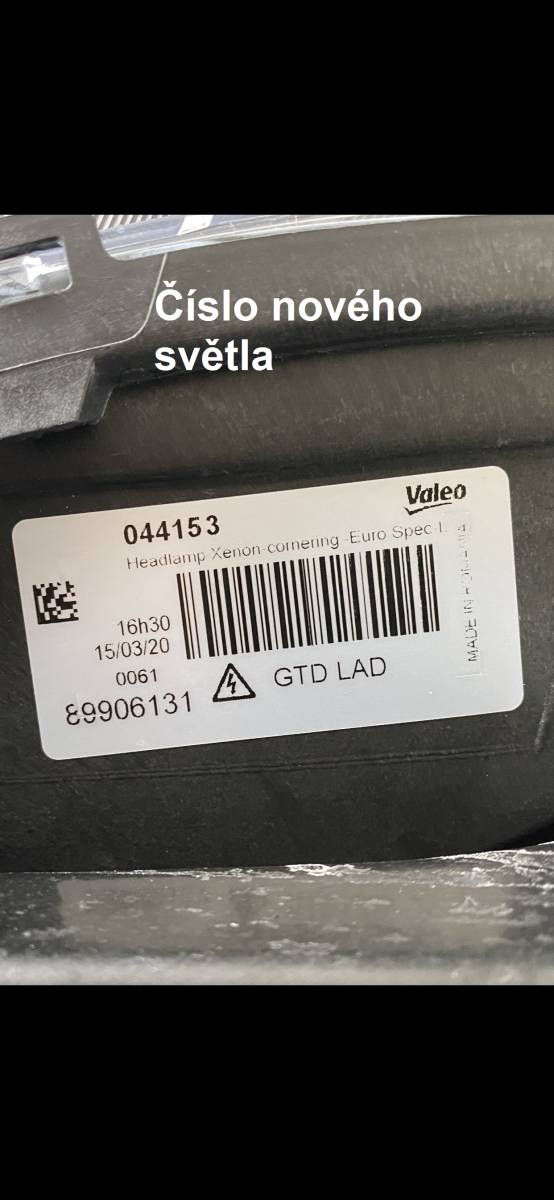 Číslo nového
světla
Valeo
044153
Headlamp Xenon-cornering -Euro Spec L
16h30
15/03/20
0061
89906131
GTD LAD
MADE IN ROMANIA